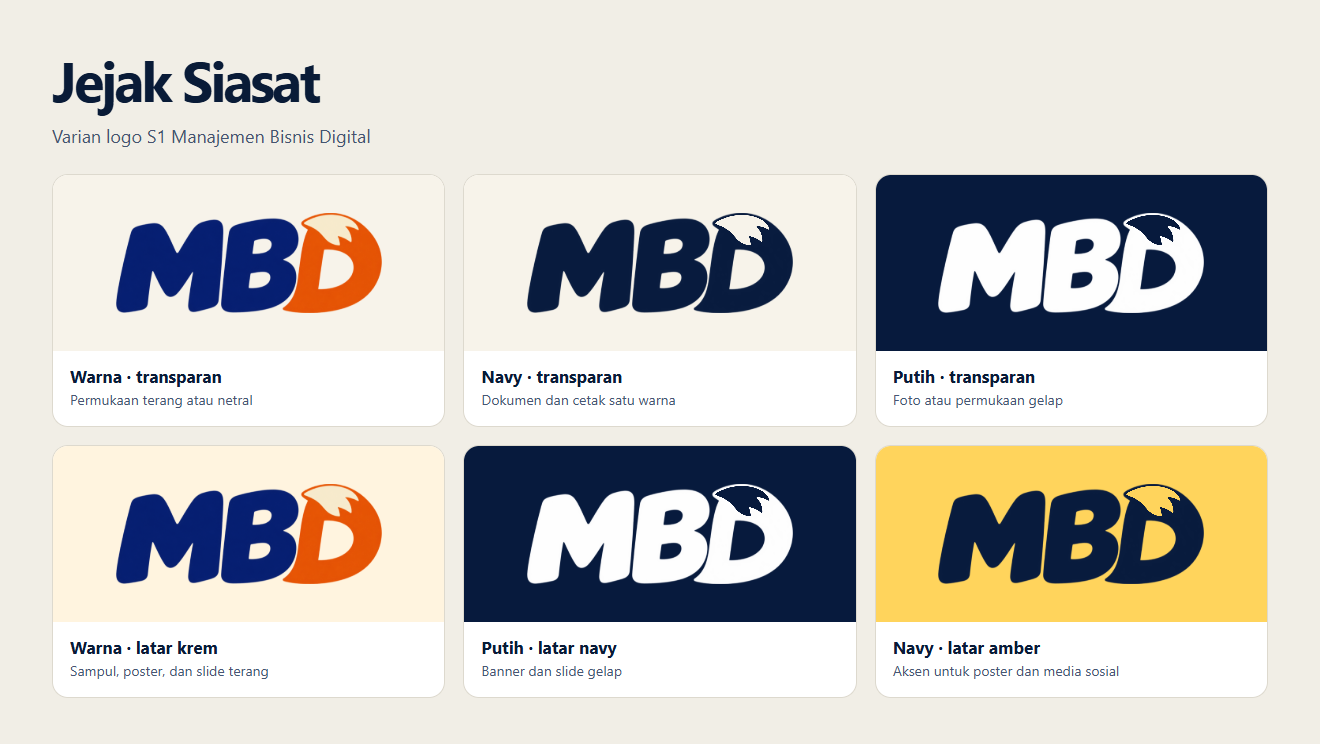 Jejak Siasat
Varian logo S1 Manajemen Bisnis Digital
MBD
MBD
MBD
Warna · transparan
Permukaan terang atau netral
Navy · transparan
Dokumen dan cetak satu warna
Putih · transparan
Foto atau permukaan gelap
MBD
MBD
MBD
Warna · latar krem
Sampul, poster, dan slide terang
Putih · latar navy
Banner dan slide gelap
Navy · latar amber
Aksen untuk poster dan media sosial